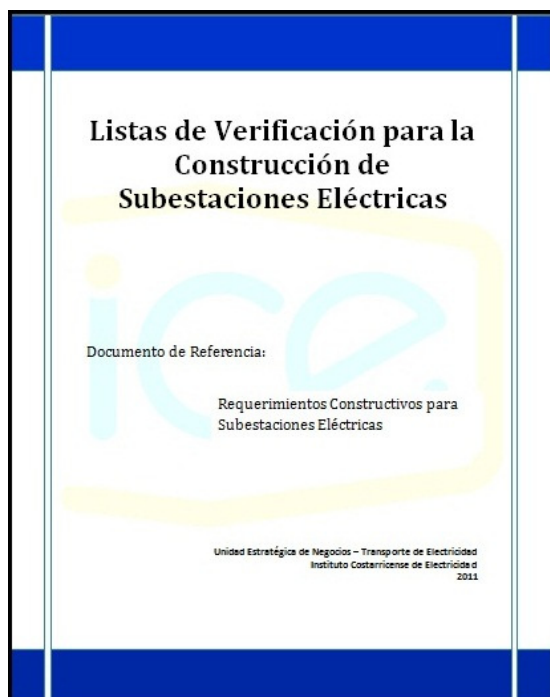 Listas de Verificación para la
Construcción de
Subestaciones Eléctricas
ice
Documento de Referencia:
Requerimientos Constructivos para
Subestaciones Eléctricas
Unidad Estratégica de Negocios – Transporte de Electricidad
Instituto Costarricense de Electricidad
2011